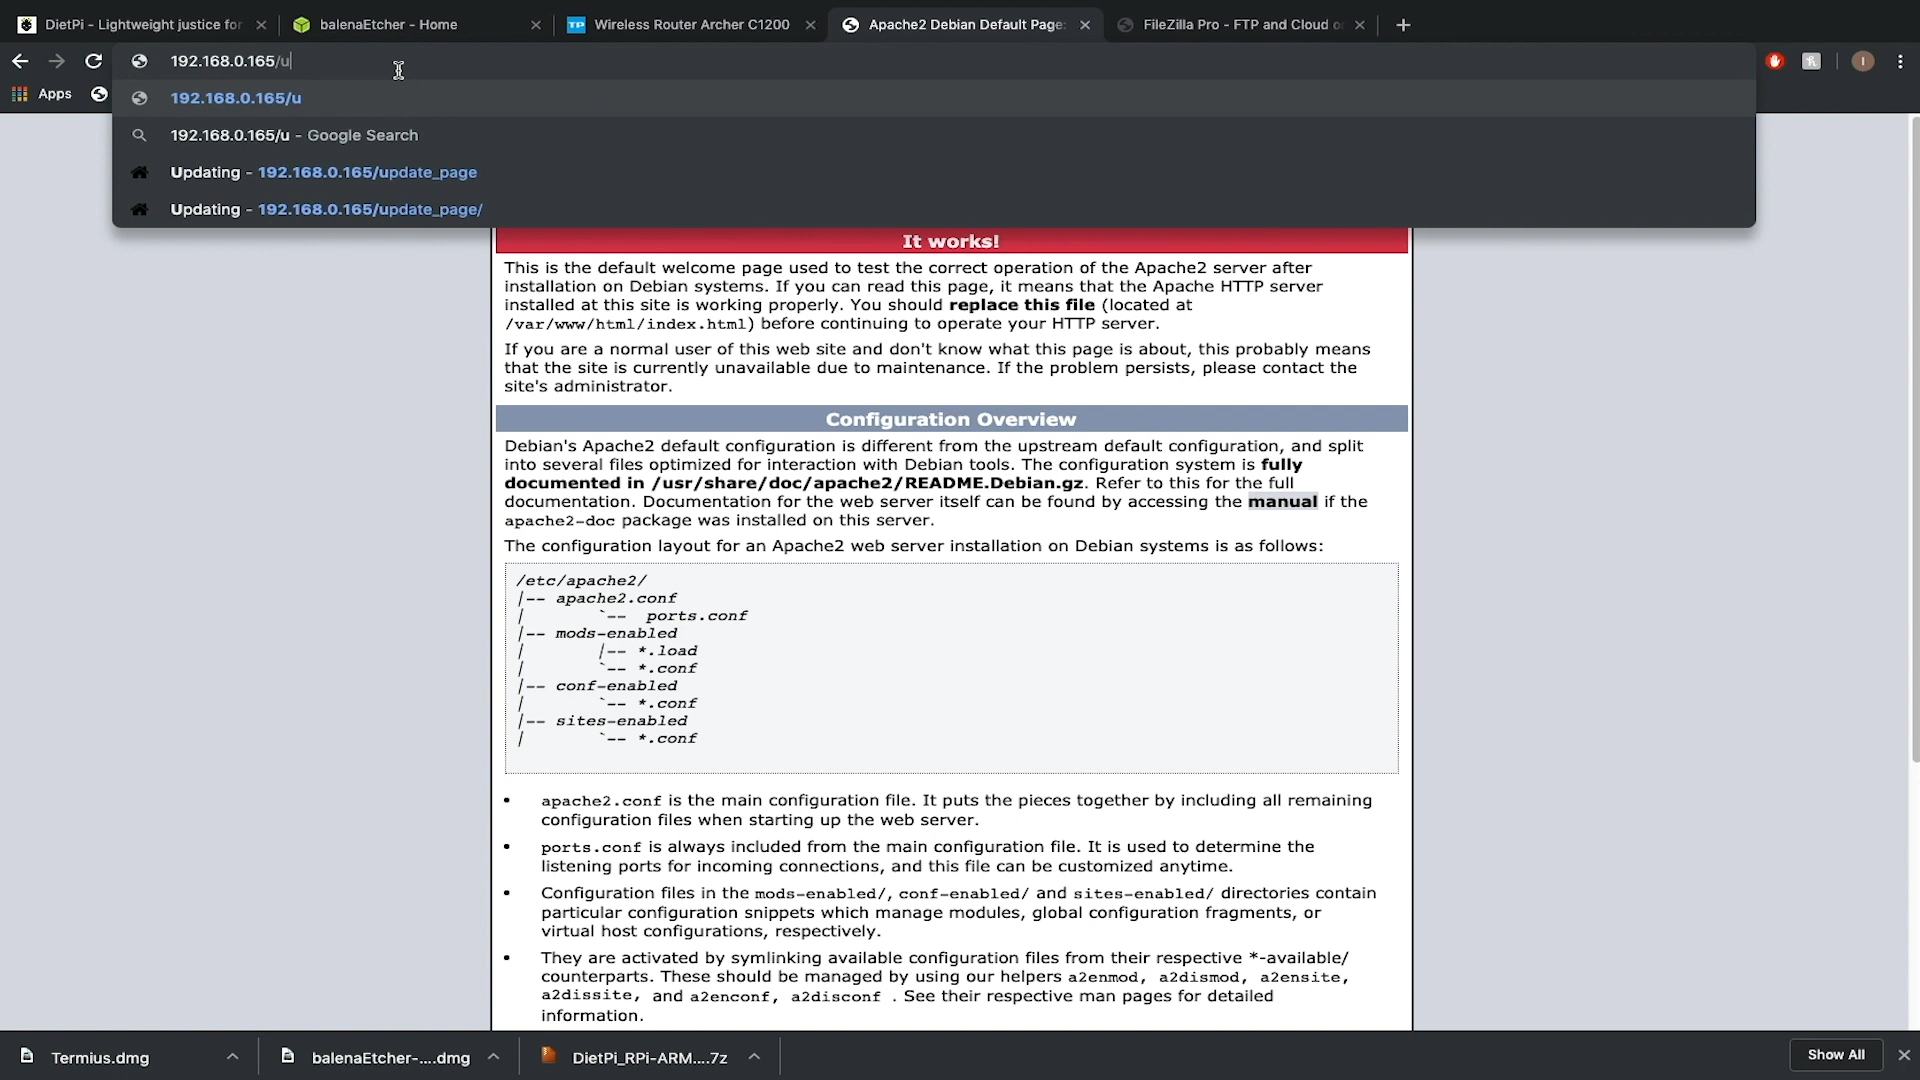 DietPi - Lightweight justice for
balenaEtcher - Home
Wireless Router Archer C1200
Apache2 Debian Default Page:
FileZilla Pro - FTP and Cloud o
192.168.0.165/u
Apps
192.168.0.165/u
192.168.0.165/u - Google Search
Updating - 192.168.0.165/update_page
Updating - 192.168.0.165/update_page/
It works!
This is the default welcome page used to test the correct operation of the Apache2 server after
installation on Debian systems. If you can read this page, it means that the Apache HTTP server
installed at this site is working properly. You should replace this file (located at
/var/www/html/index.html) before continuing to operate your HTTP server.
If you are a normal user of this web site and don't know what this page is about, this probably means
that the site is currently unavailable due to maintenance. If the problem persists, please contact the
site's administrator.
Configuration Overview
Debian's Apache2 default configuration is different from the upstream default configuration, and split
into several files optimized for interaction with Debian tools. The configuration system is fully
documented in /usr/share/doc/apache2/README.Debian.gz. Refer to this for the full
documentation. Documentation for the web server itself can be found by accessing the manual if the
apache2-doc package was installed on this server.
The configuration layout for an Apache2 web server installation on Debian systems is as follows:
/etc/apache2/
|-- apache2.conf
|       `--  ports.conf
|-- mods-enabled
|       |-- *.load
|       `-- *.conf
|-- conf-enabled
|       `-- *.conf
|-- sites-enabled
|       `-- *.conf
• apache2.conf is the main configuration file. It puts the pieces together by including all remaining
configuration files when starting up the web server.
• ports.conf is always included from the main configuration file. It is used to determine the
listening ports for incoming connections, and this file can be customized anytime.
• Configuration files in the mods-enabled/, conf-enabled/ and sites-enabled/ directories contain
particular configuration snippets which manage modules, global configuration fragments, or
virtual host configurations, respectively.
• They are activated by symlinking available configuration files from their respective *-available/
counterparts. These should be managed by using our helpers a2enmod, a2dismod, a2ensite,
a2dissite, and a2enconf, a2disconf . See their respective man pages for detailed
information.
Termius.dmg
balenaEtcher-....dmg
DietPi_RPi-ARM....7z
Show All